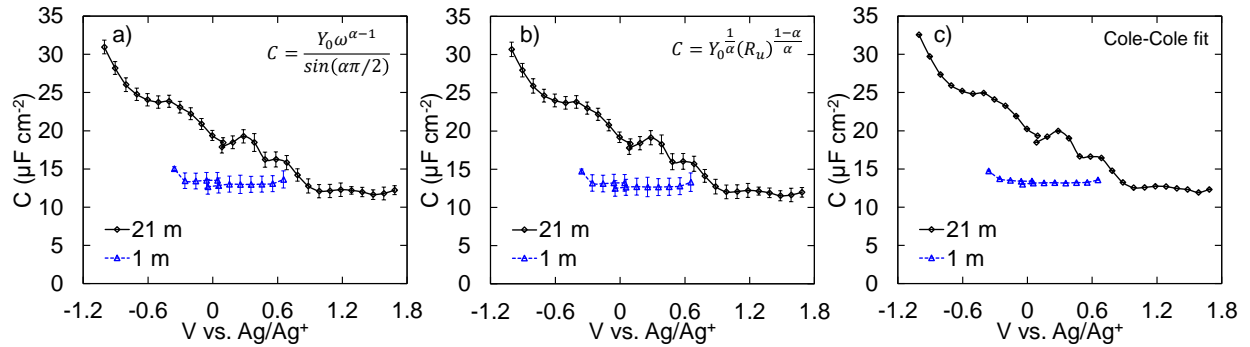 35
30
25
20
15
10
5
0
C (µF cm⁻²)
a)
C = Y₀ω^{α−1} / sin(απ/2)
21 m
1 m
-1.2 -0.6 0 0.6 1.2 1.8
V vs. Ag/Ag⁺
35
30
25
20
15
10
5
0
C (µF cm⁻²)
b)
C = Y₀^{1/α}(R_u)^{(1−α)/α}
21 m
1 m
-1.2 -0.6 0 0.6 1.2 1.8
V vs. Ag/Ag⁺
35
30
25
20
15
10
5
0
C (µF cm⁻²)
c)
Cole-Cole fit
21 m
1 m
-1.2 -0.6 0 0.6 1.2 1.8
V vs. Ag/Ag⁺